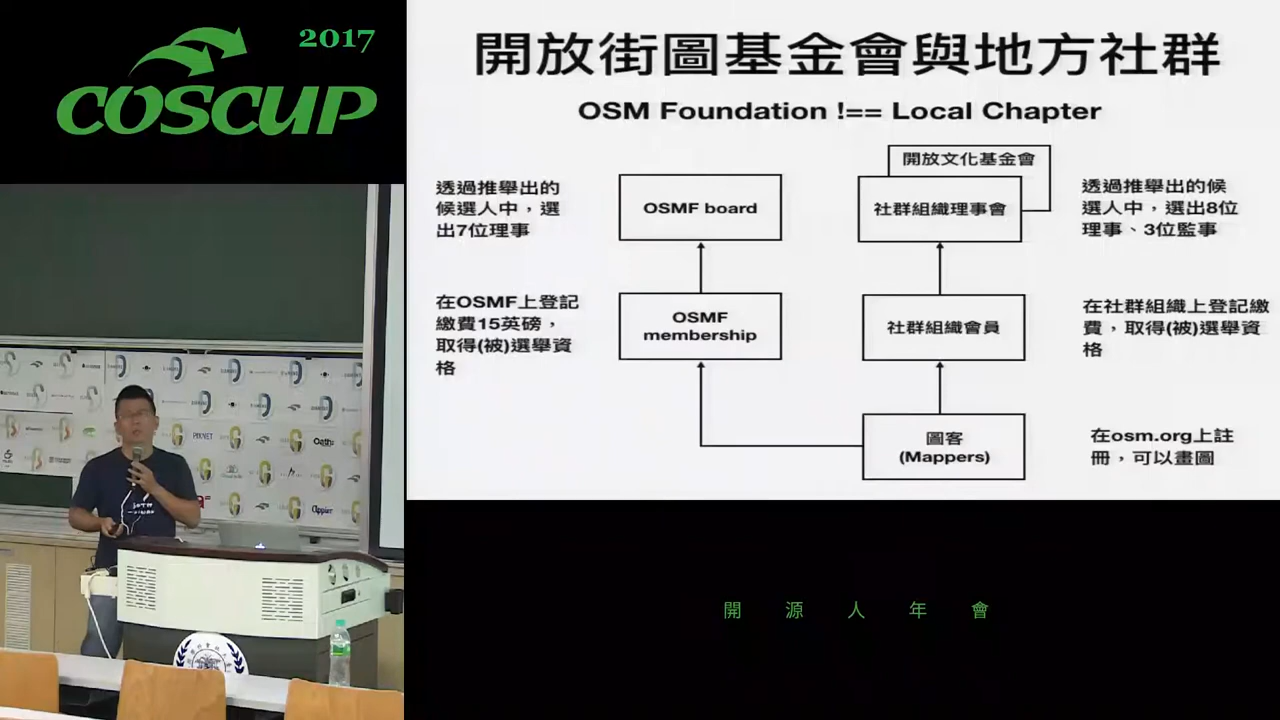 2017
COSCUP
開放街圖基金會與地方社群
OSM Foundation !== Local Chapter
透過推舉出的
候選人中，選
出7位理事
OSMF board
開放文化基金會
社群組織理事會
透過推舉出的候
選人中，選出8位
理事、3位監事
在OSMF上登記
繳費15英磅，
取得(被)選舉資
格
OSMF
membership
社群組織會員
在社群組織上登記繳
費，取得(被)選舉資
格
圖客
(Mappers)
在osm.org上註
冊，可以畫圖
PIXNET
Oath:
Appier
開源人年會